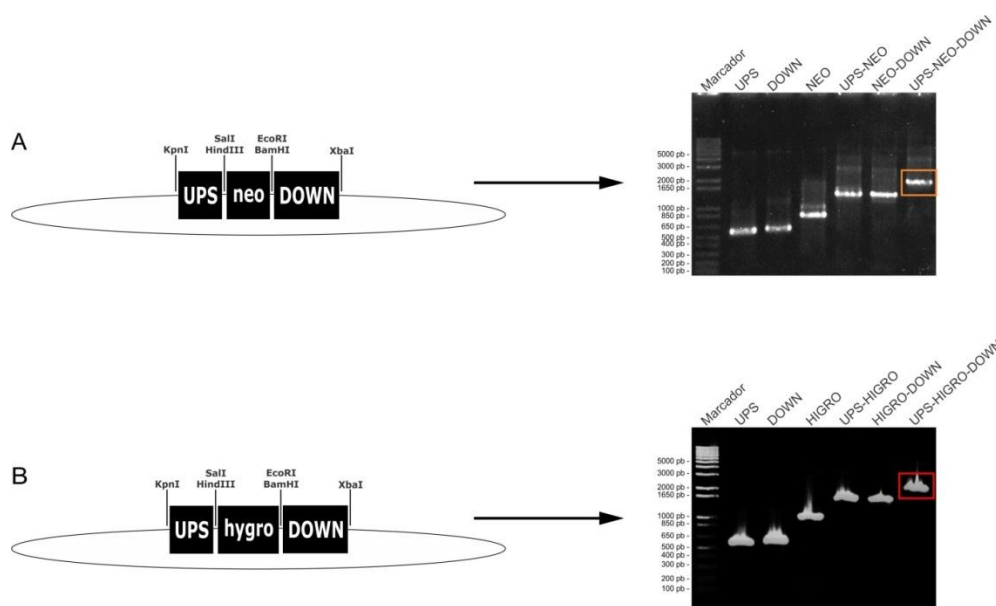 A
KpnI
SalI
HindIII
EcoRI
BamHI
XbaI
UPS
neo
DOWN
Marcador
UPS
DOWN
NEO
UPS-NEO
NEO-DOWN
UPS-NEO-DOWN
5000 pb -
3000 pb -
2000 pb -
1650 pb -
1000 pb -
850 pb -
650 pb -
500 pb -
400 pb -
300 pb -
200 pb -
100 pb -
B
KpnI
SalI
HindIII
EcoRI
BamHI
XbaI
UPS
hygro
DOWN
Marcador
UPS
DOWN
HIGRO
UPS-HIGRO
HIGRO-DOWN
UPS-HIGRO-DOWN
5000 pb -
3000 pb -
2000 pb -
1650 pb -
1000 pb -
850 pb -
650 pb -
500 pb -
400 pb -
300 pb -
200 pb -
100 pb -